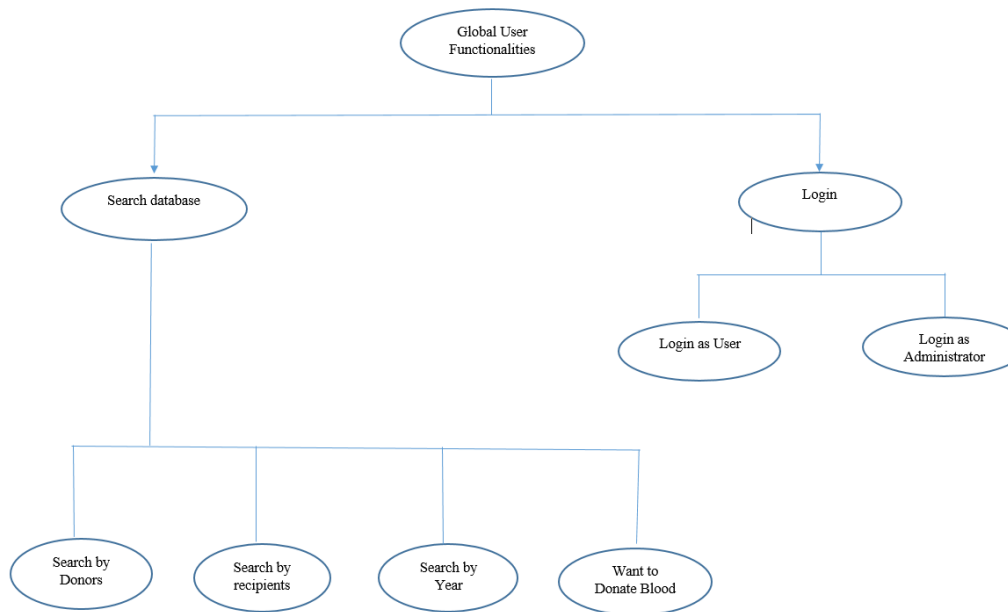 Global User
Functionalities
Search database
Login
Login as User
Login as
Administrator
Search by
Donors
Search by
recipients
Search by
Year
Want to
Donate Blood